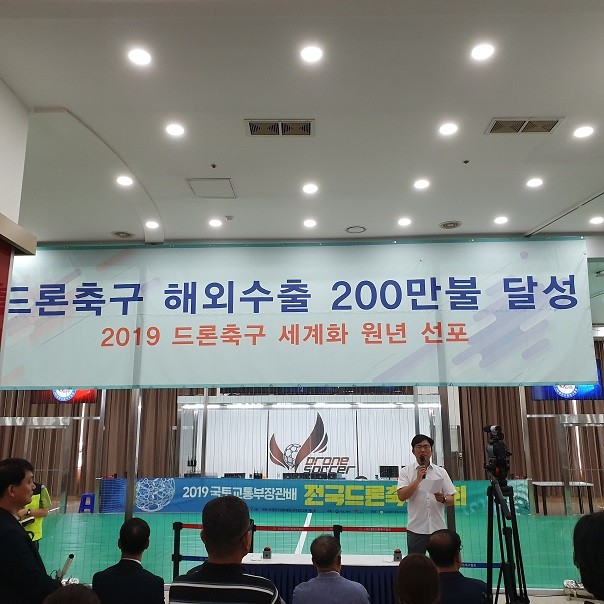 드론축구 해외수출 200만불 달성
2019 드론축구 세계화 원년 선포
Drone
soccer
2019 국토교통부장관배 전국드론축